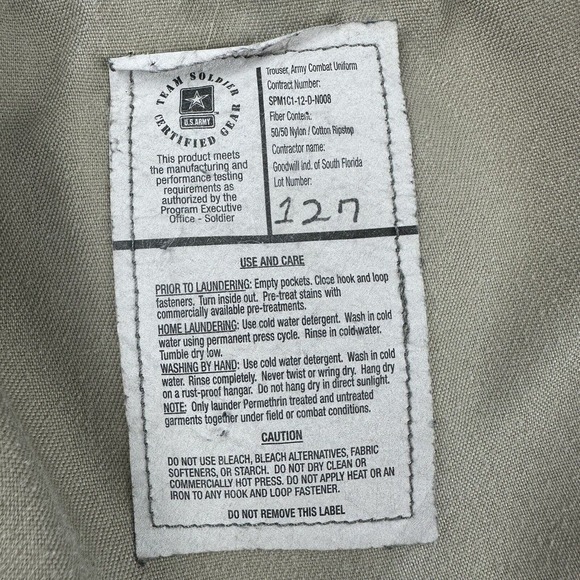 TEAM SOLDIER
CERTIFIED GEAR
U.S.ARMY
This product meets
the manufacturing and
performance testing
requirements as
authorized by the
Program Executive
Office - Soldier
Trouser, Army Combat Uniform
Contract Number:
SPM1C1-12-D-N008
Fiber Content:
50/50 Nylon / Cotton Ripstop
Contractor name:
Goodwill Ind. of South Florida
Lot Number:
127
USE AND CARE
PRIOR TO LAUNDERING: Empty pockets. Close hook and loop
fasteners. Turn inside out. Pre-treat stains with
commercially available pre-treatments.
HOME LAUNDERING: Use cold water detergent. Wash in cold
water using permanent press cycle. Rinse in cold water.
Tumble dry low.
WASHING BY HAND: Use cold water detergent. Wash in cold
water. Rinse completely. Never twist or wring dry. Hang dry
on a rust-proof hangar. Do not hang dry in direct sunlight.
NOTE: Only launder Permethrin treated and untreated
garments together under field or combat conditions.
CAUTION
DO NOT USE BLEACH, BLEACH ALTERNATIVES, FABRIC
SOFTENERS, OR STARCH. DO NOT DRY CLEAN OR
COMMERCIALLY HOT PRESS. DO NOT APPLY HEAT OR AN
IRON TO ANY HOOK AND LOOP FASTENER.
DO NOT REMOVE THIS LABEL